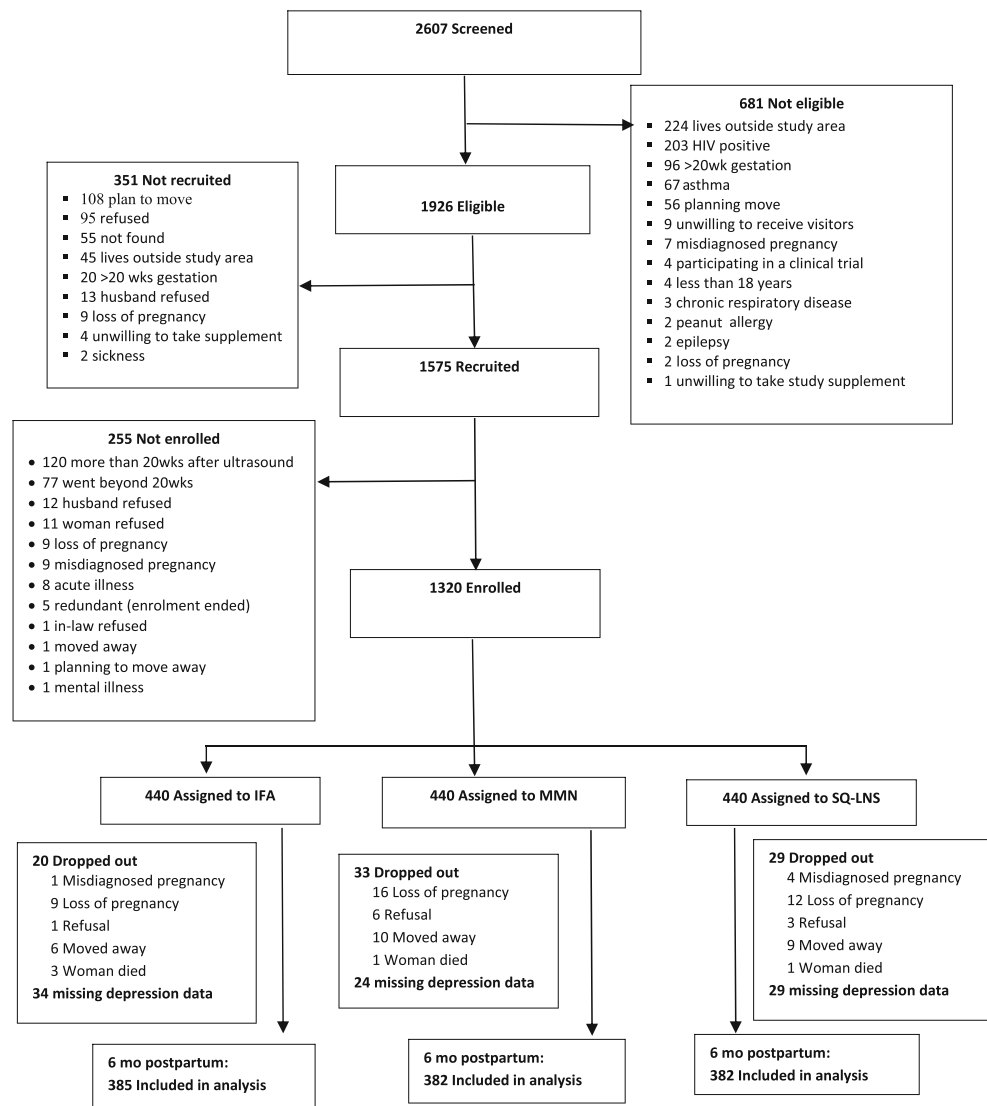 2607 Screened
681 Not eligible
▪ 224 lives outside study area
▪ 203 HIV positive
▪ 96 >20wk gestation
▪ 67 asthma
▪ 56 planning move
▪ 9 unwilling to receive visitors
▪ 7 misdiagnosed pregnancy
▪ 4 participating in a clinical trial
▪ 4 less than 18 years
▪ 3 chronic respiratory disease
▪ 2 peanut allergy
▪ 2 epilepsy
▪ 2 loss of pregnancy
▪ 1 unwilling to take study supplement
1926 Eligible
351 Not recruited
▪ 108 plan to move
▪ 95 refused
▪ 55 not found
▪ 45 lives outside study area
▪ 20 >20 wks gestation
▪ 13 husband refused
▪ 9 loss of pregnancy
▪ 4 unwilling to take supplement
▪ 2 sickness
1575 Recruited
255 Not enrolled
• 120 more than 20wks after ultrasound
• 77 went beyond 20wks
• 12 husband refused
• 11 woman refused
• 9 loss of pregnancy
• 9 misdiagnosed pregnancy
• 8 acute illness
• 5 redundant (enrolment ended)
• 1 in-law refused
• 1 moved away
• 1 planning to move away
• 1 mental illness
1320 Enrolled
440 Assigned to IFA
440 Assigned to MMN
440 Assigned to SQ-LNS
20 Dropped out
1 Misdiagnosed pregnancy
9 Loss of pregnancy
1 Refusal
6 Moved away
3 Woman died
34 missing depression data
33 Dropped out
16 Loss of pregnancy
6 Refusal
10 Moved away
1 Woman died
24 missing depression data
29 Dropped out
4 Misdiagnosed pregnancy
12 Loss of pregnancy
3 Refusal
9 Moved away
1 Woman died
29 missing depression data
6 mo postpartum:
385 Included in analysis
6 mo postpartum:
382 Included in analysis
6 mo postpartum:
382 Included in analysis